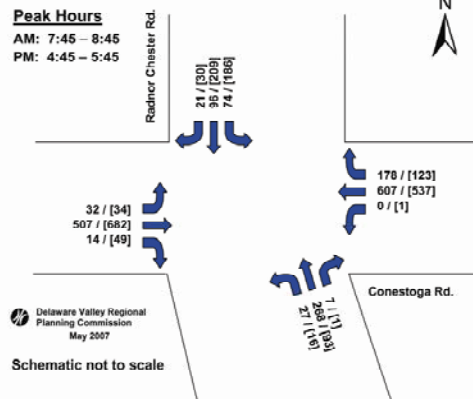 Peak Hours
AM: 7:45 – 8:45
PM: 4:45 – 5:45
Radnor Chester Rd.
N
21 / [30]
96 / [209]
74 / [186]
178 / [123]
607 / [537]
0 / [1]
32 / [34]
507 / [682]
14 / [49]
7 / [1]
268 / [93]
27 / [16]
Conestoga Rd.
Delaware Valley Regional
Planning Commission
May 2007
Schematic not to scale